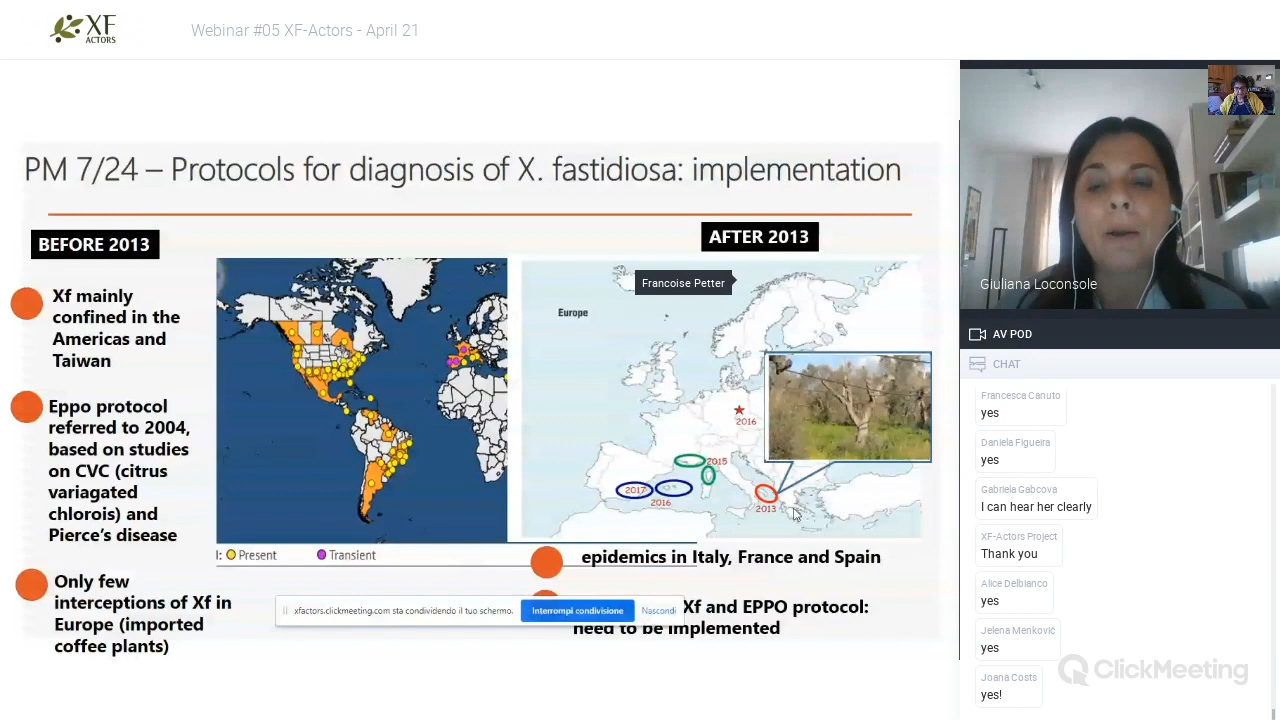 XF
ACTORS
Webinar #05 XF-Actors - April 21
PM 7/24 – Protocols for diagnosis of X. fastidiosa: implementation
BEFORE 2013
Xf mainly
confined in the
Americas and
Taiwan
Eppo protocol
referred to 2004,
based on studies
on CVC (citrus
variagated
chlorois) and
Pierce's disease
Only few
interceptions of Xf in
Europe (imported
coffee plants)
Present
Transient
AFTER 2013
Francoise Petter
Europe
2016
2015
2017
2016
2013
epidemics in Italy, France and Spain
Xf and EPPO protocol:
need to be implemented
xfactors.clickmeeting.com sta condividendo il tuo schermo.
Interrompi condivisione
Nascondi
Giuliana Loconsole
AV POD
CHAT
Francesca Canuto
yes
Daniela Figueira
yes
Gabriela Gabcova
I can hear her clearly
XF-Actors Project
Thank you
Alice Delbianco
yes
Jelena Menković
yes
Joana Costs
yes!
ClickMeeting